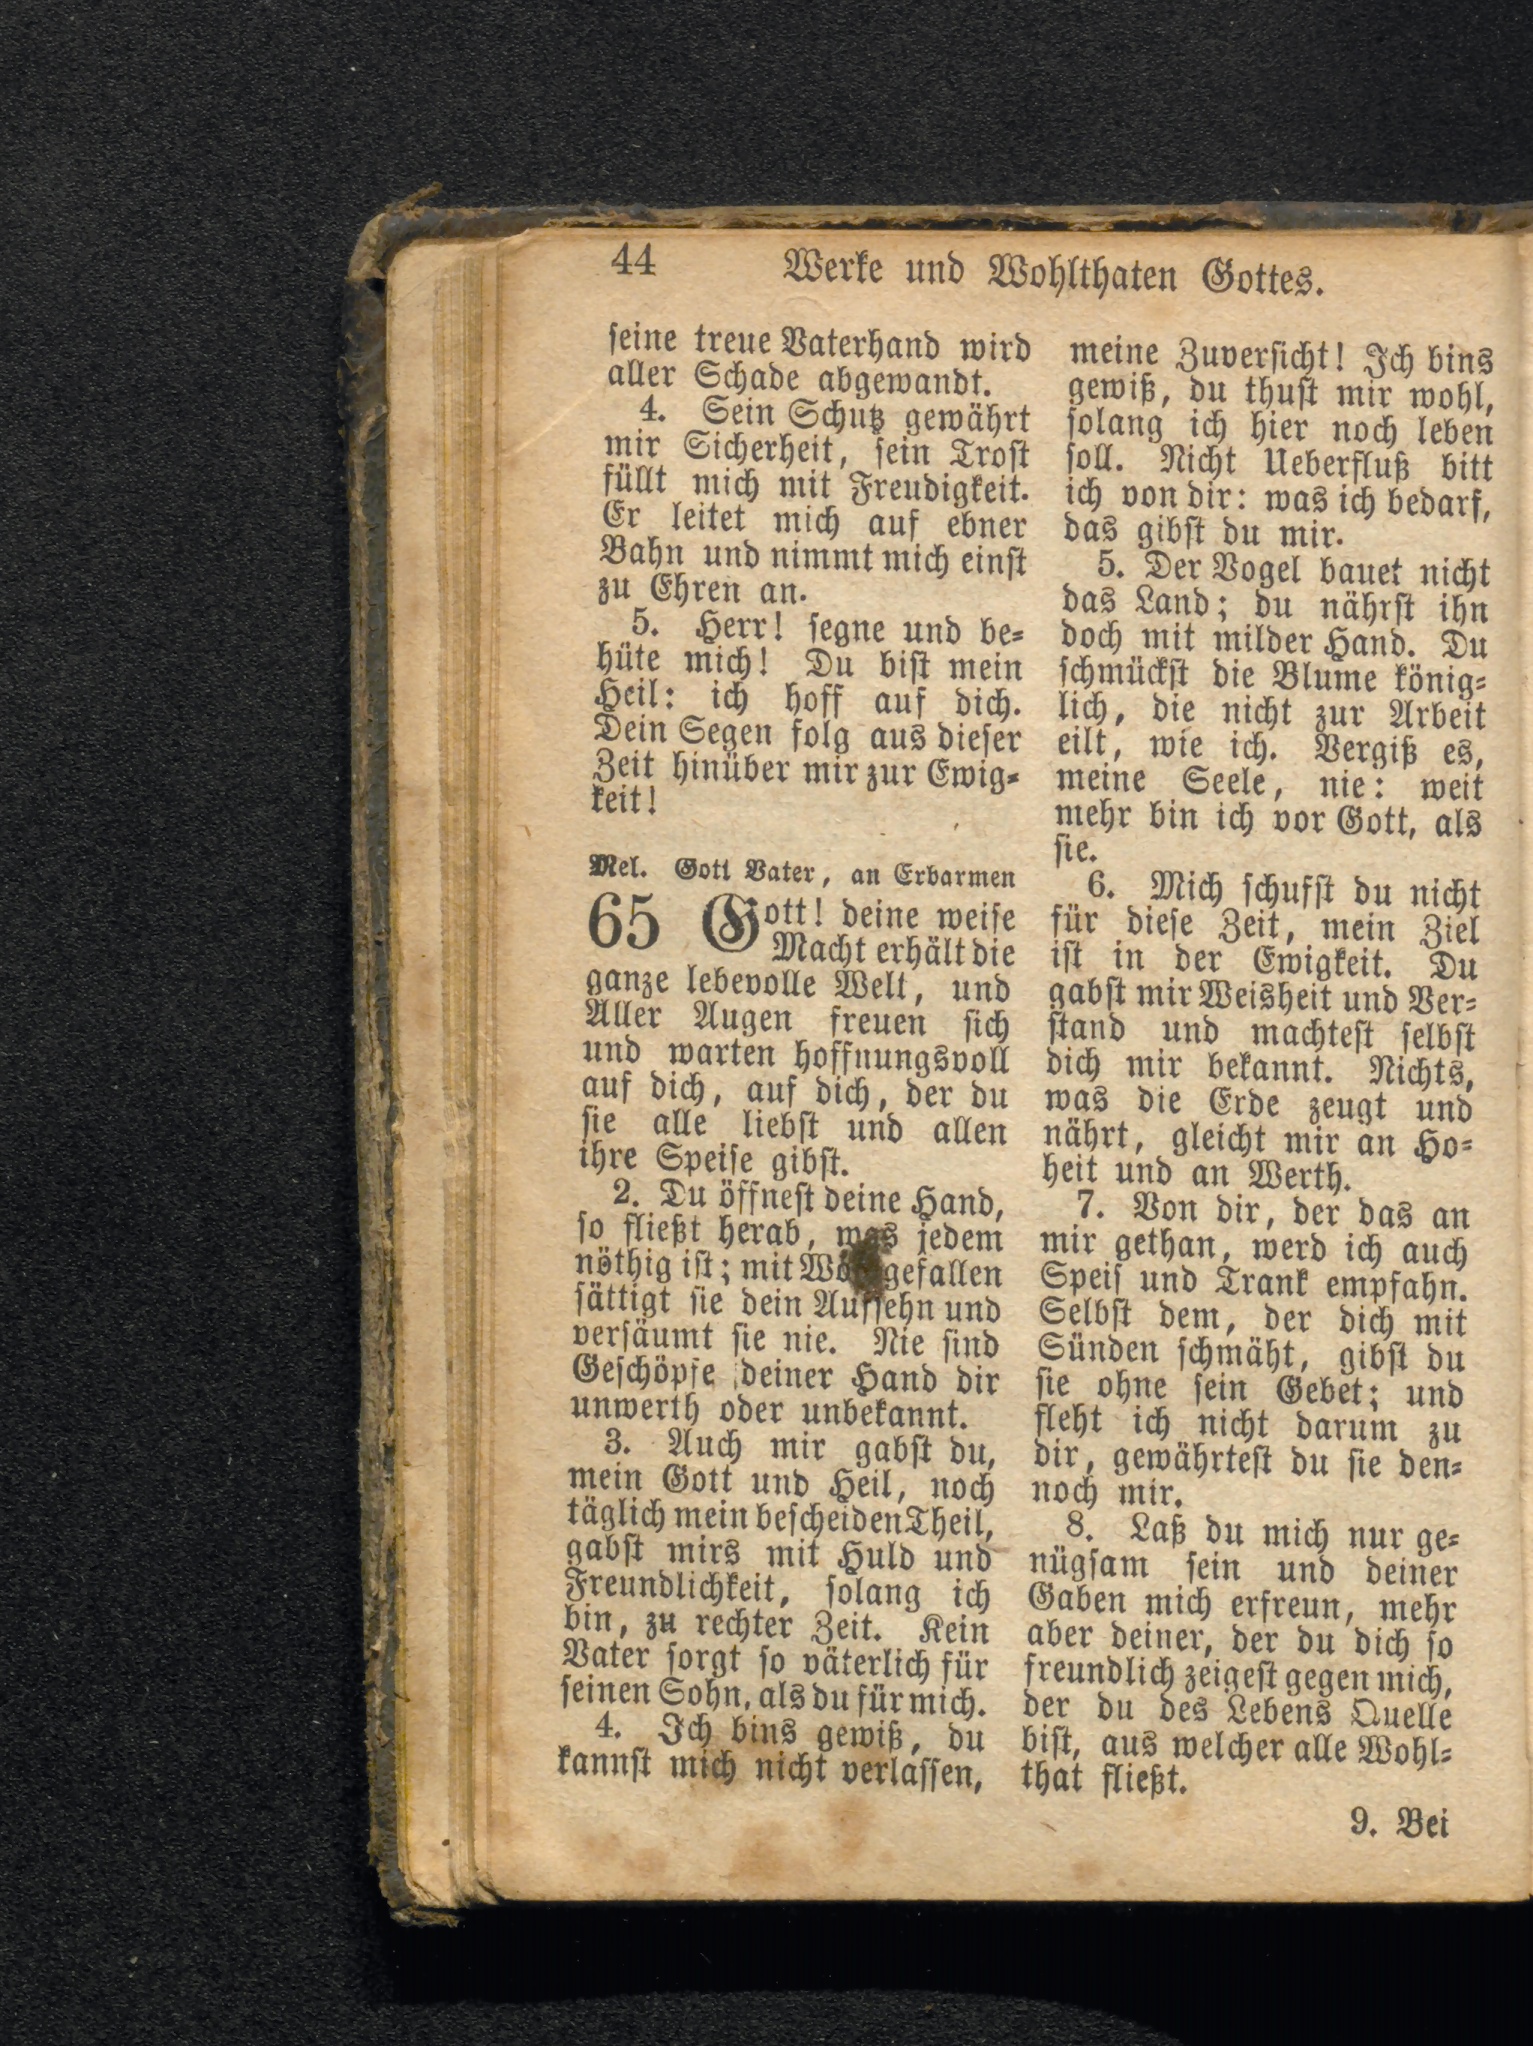 44 Werke und Wohlthaten Gottes.
seine treue Vaterhand wird
aller Schade abgewandt.
4. Sein Schutz gewährt
mir Sicherheit, sein Trost
füllt mich mit Freudigkeit.
Er leitet mich auf ebner
Bahn und nimmt mich einst
zu Ehren an.
5. Herr! segne und be-
hüte mich! Du bist mein
Heil: ich hoff auf dich.
Dein Segen folg aus dieser
Zeit hinüber mir zur Ewig-
keit!
Mel. Gott Vater, an Erbarmen
65 Gott! deine weise
Macht erhält die
ganze lebevolle Welt, und
Aller Augen freuen sich
und warten hoffnungsvoll
auf dich, auf dich, der du
sie alle liebst und allen
ihre Speise gibst.
2. Du öffnest deine Hand,
so fließt herab, was jedem
nöthig ist; mit
sättigt sie dein Aufsehn und
versäumt sie nie. Nie sind
Geschöpfe deiner Hand dir
unwerth oder unbekannt.
3. Auch mir gabst du,
mein Gott und Heil, noch
täglich mein bescheiden Theil,
gabst mirs mit Huld und
Freundlichkeit, solang ich
bin, zu rechter Zeit. Kein
Vater sorgt so väterlich für
seinen Sohn, als du für mich.
4. Ich bins gewiß, du
kannst mich nicht verlassen,
meine Zuversicht! Ich bins
gewiß, du thust mir wohl,
solang ich hier noch leben
soll. Nicht Ueberfluß bitt
ich von dir: was ich bedarf,
das gibst du mir.
5. Der Vogel bauet nicht
das Land; du nährst ihn
doch mit milder Hand. Du
schmückst die Blume könig-
lich, die nicht zur Arbeit
eilt, wie ich. Vergiß es,
meine Seele, nie: weit
mehr bin ich vor Gott, als
sie.
6. Mich schufst du nicht
für diese Zeit, mein Ziel
ist in der Ewigkeit. Du
gabst mir Weisheit und Ver-
stand und machtest selbst
dich mir bekannt. Nichts,
was die Erde zeugt und
nährt, gleicht mir an Ho-
heit und an Werth.
7. Von dir, der das an
mir gethan, werd ich auch
Speis und Trank empfahn.
Selbst dem, der dich mit
Sünden schmäht, gibst du
sie ohne sein Gebet; und
fleht ich nicht darum zu
dir, gewährtest du sie den-
noch mir.
8. Laß du mich nur ge-
nügsam sein und deiner
Gaben mich erfreun, mehr
aber deiner, der du dich so
freundlich zeigest gegen mich,
der du des Lebens Quelle
bist, aus welcher alle Wohl-
that fließt.
9. Bei